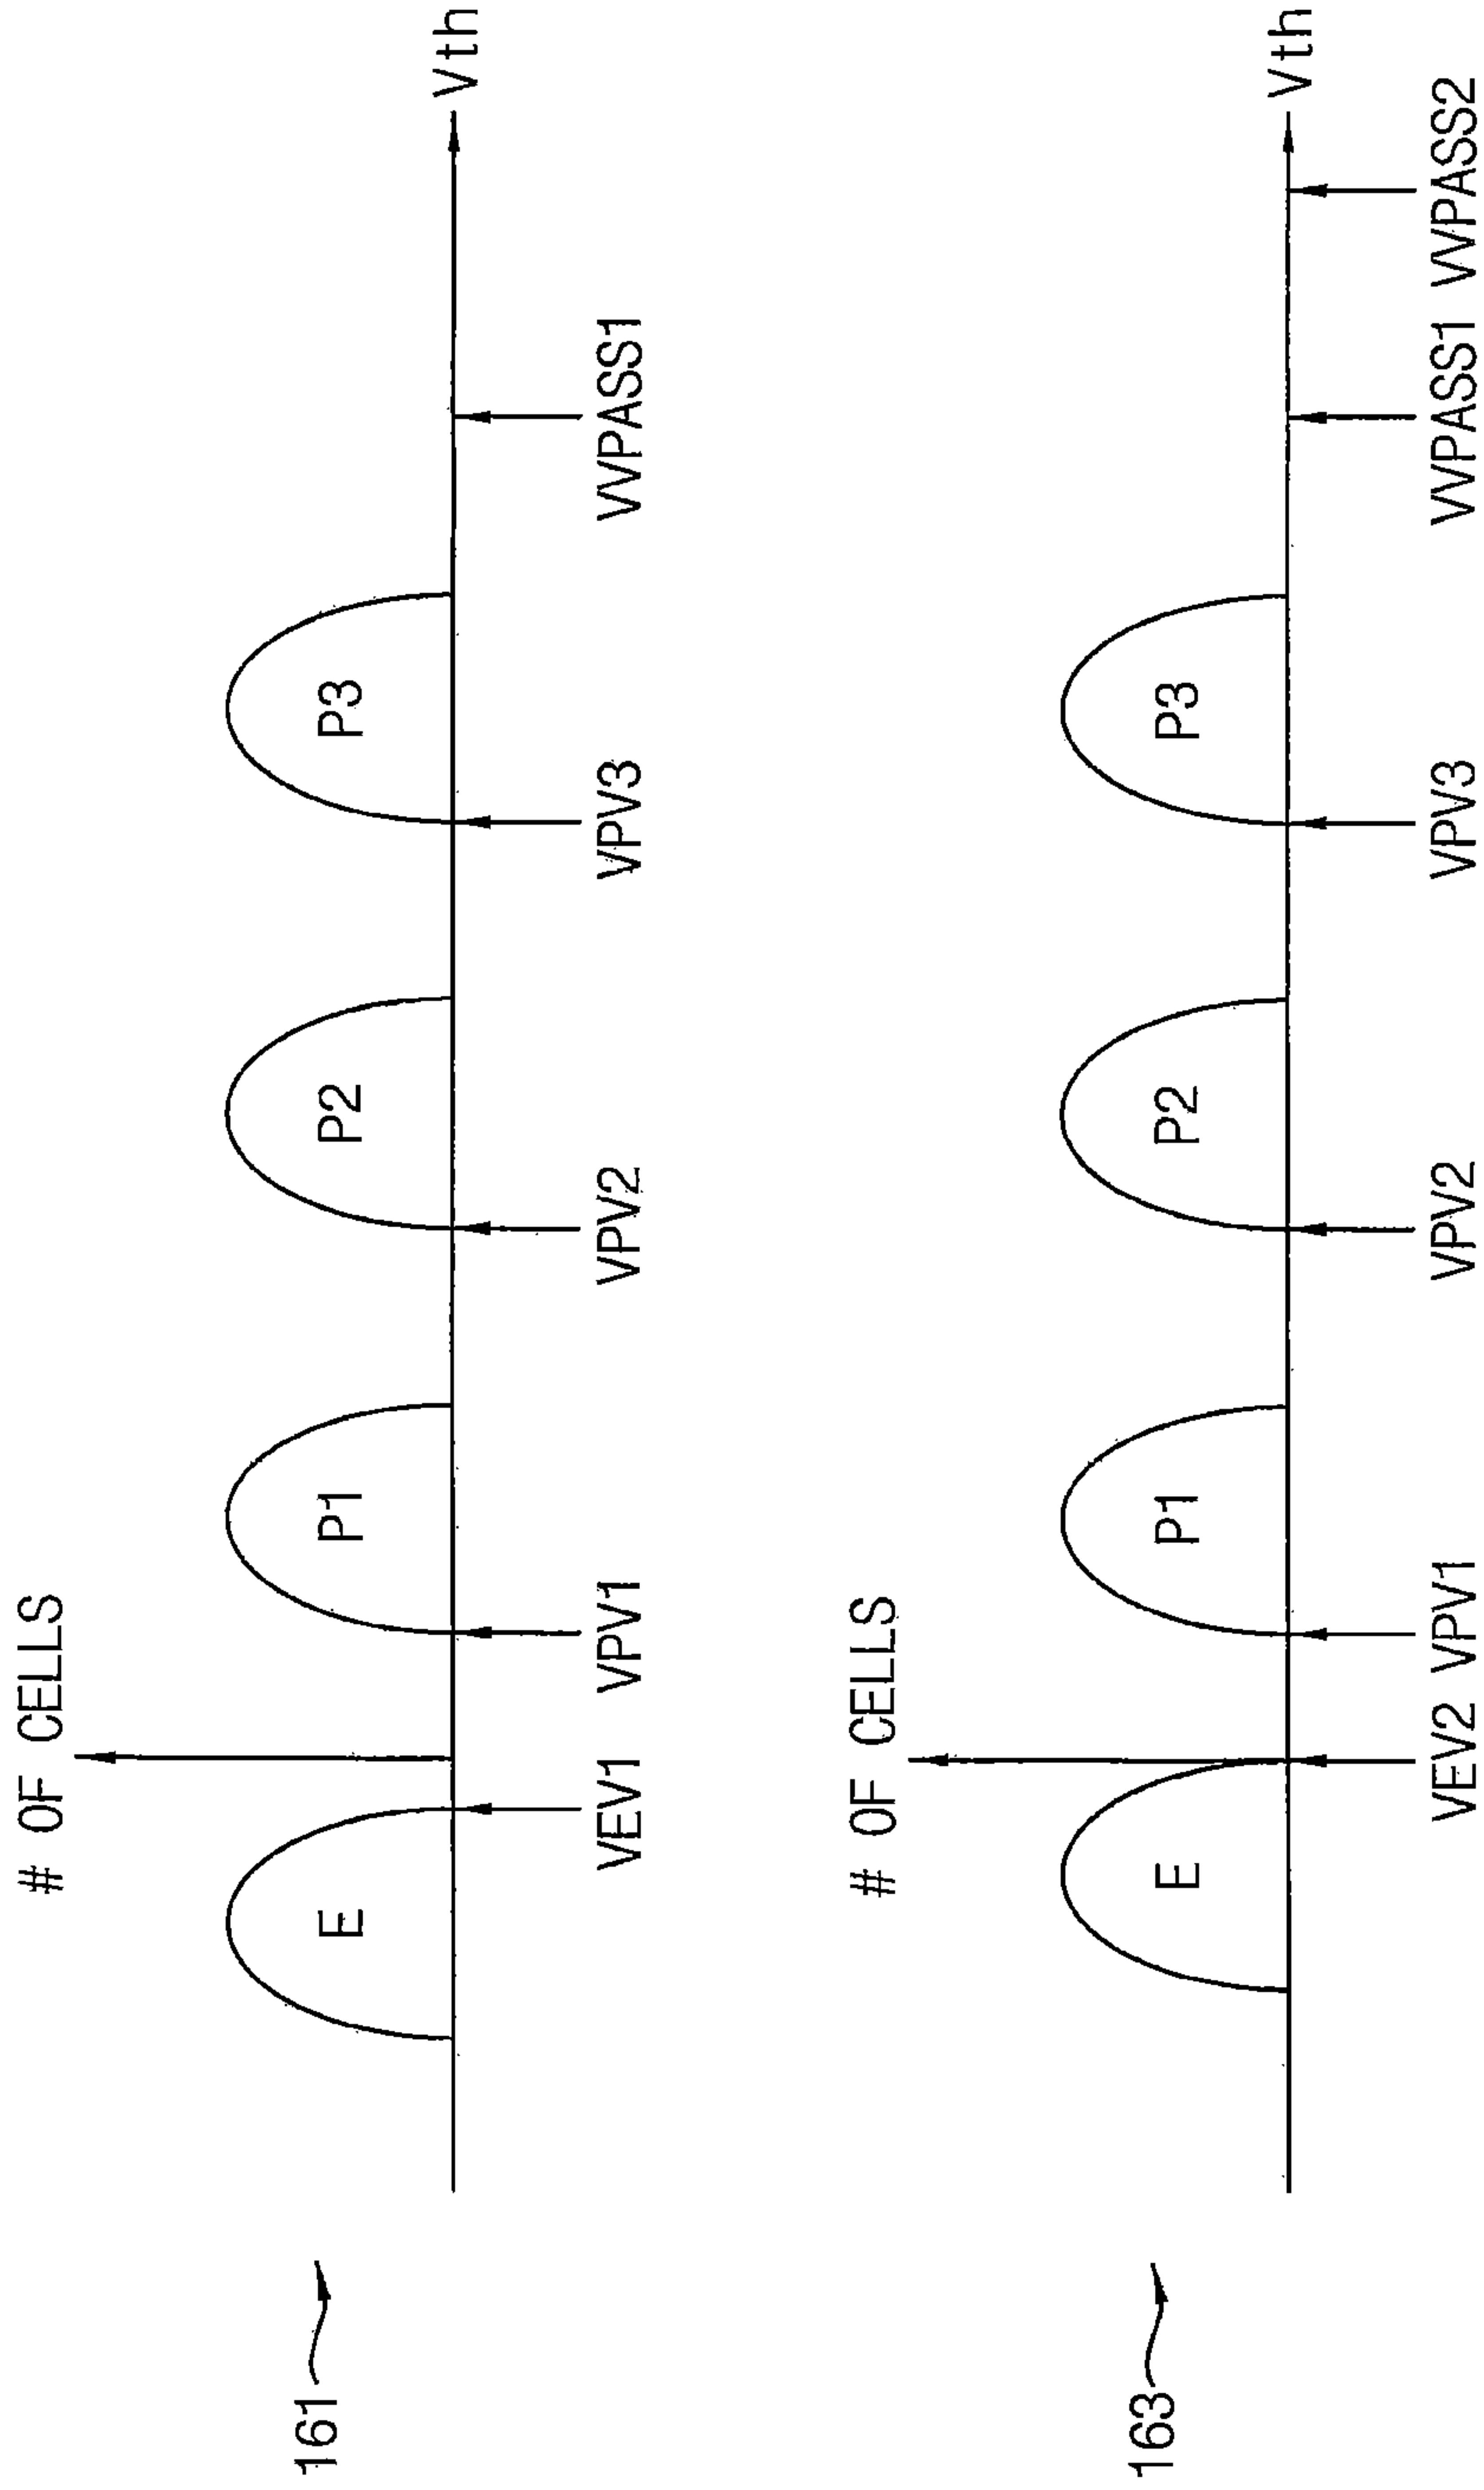 # OF CELLS
161
E
P1
P2
P3
Vth
VEV1
VPV1
VPV2
VPV3
VVPASS1
# OF CELLS
163
E
P1
P2
P3
Vth
VEV2
VPV1
VPV2
VPV3
VVPASS1
VVPASS2